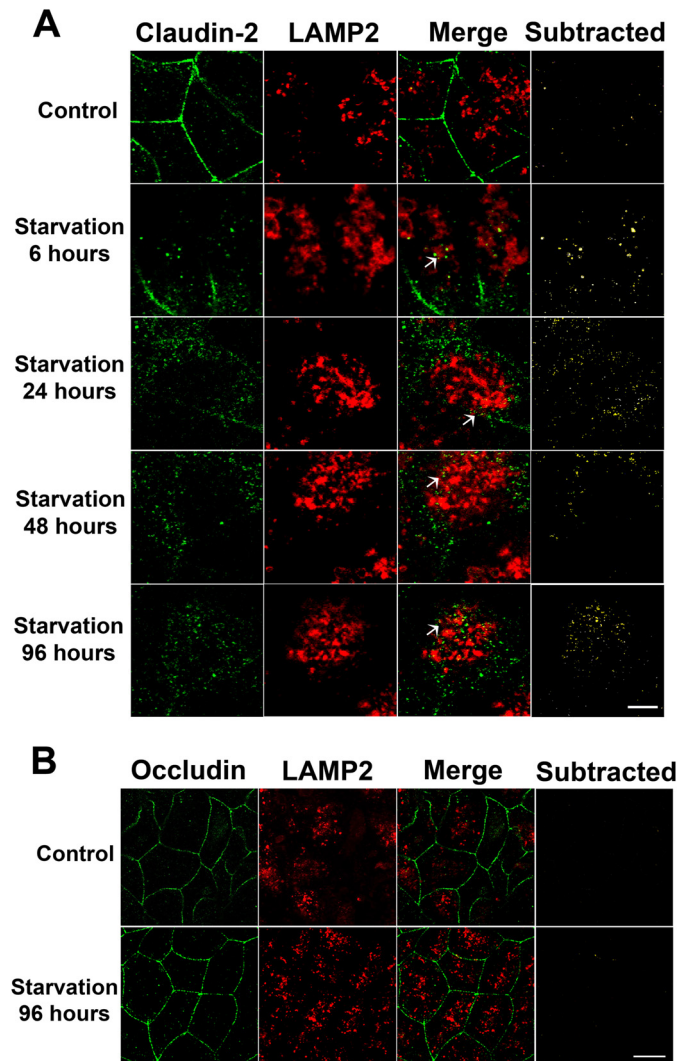 A
Claudin-2 LAMP2 Merge Subtracted
Control
Starvation
6 hours
Starvation
24 hours
Starvation
48 hours
Starvation
96 hours
B
Occludin LAMP2 Merge Subtracted
Control
Starvation
96 hours